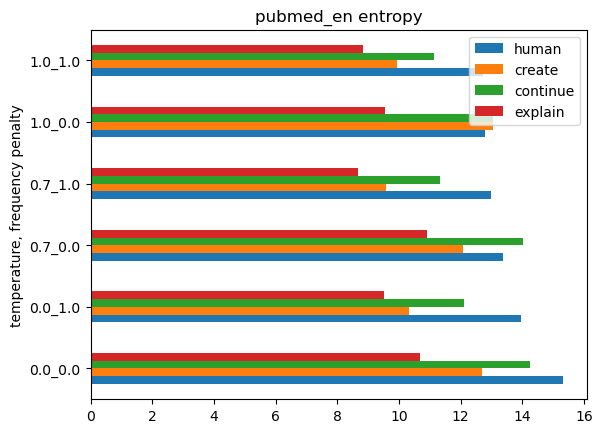 pubmed_en entropy
human
create
continue
explain
temperature, frequency penalty
1.0_1.0
1.0_0.0
0.7_1.0
0.7_0.0
0.0_1.0
0.0_0.0
0 2 4 6 8 10 12 14 16